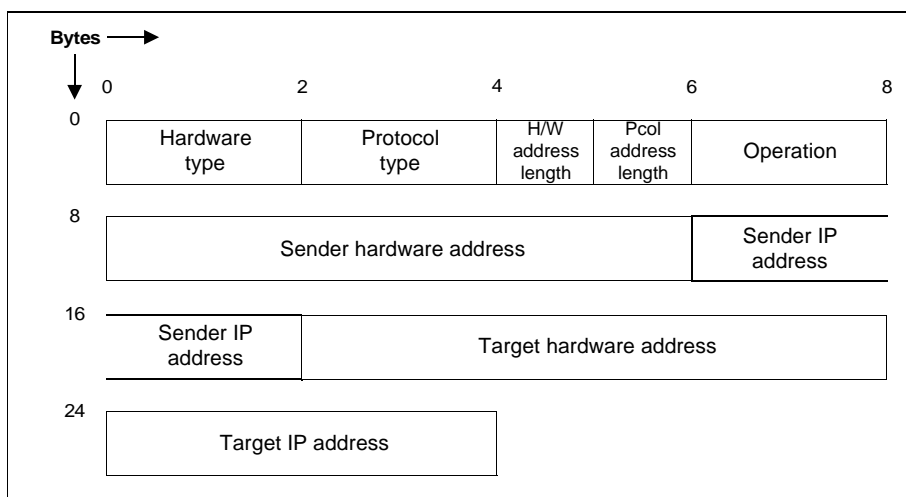 Bytes
0 2 4 6 8
0
Hardware
type
Protocol
type
H/W
address
length
Pcol
address
length
Operation
8
Sender hardware address
Sender IP
address
16
Sender IP
address
Target hardware address
24
Target IP address